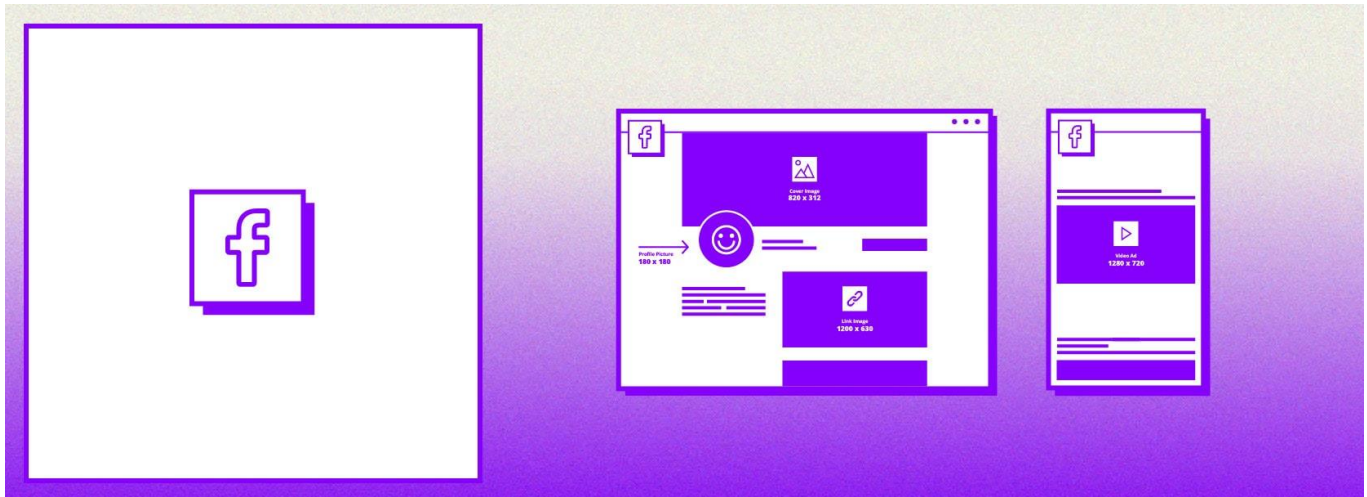 f
f
Cover Image
820 x 312
Profile Picture
180 x 180
Link Image
1200 x 630
f
Video Ad
1280 x 720